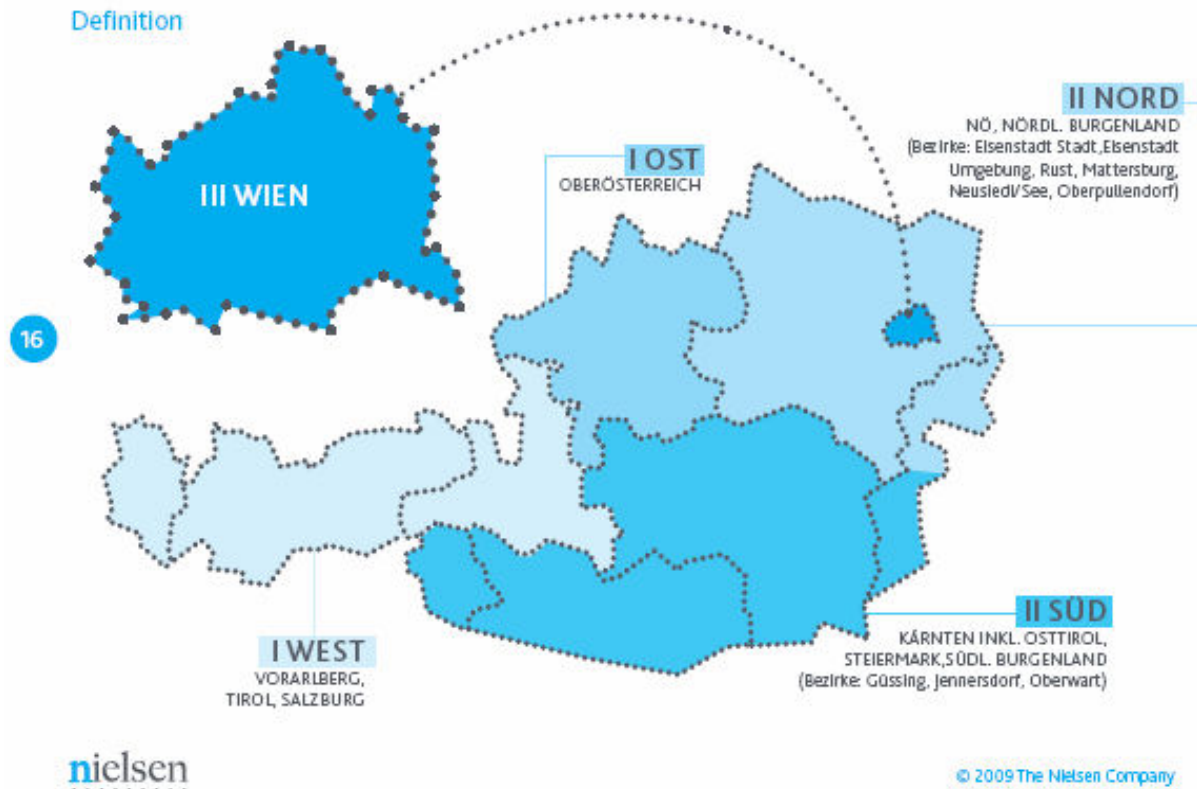 Definition
III WIEN
II NORD
NÖ, NÖRDL. BURGENLAND
(Bezirke: Eisenstadt Stadt,Eisenstadt
Umgebung, Rust, Mattersburg,
Neusiedl/See, Oberpullendorf)
I OST
OBERÖSTERREICH
16
I WEST
VORARLBERG,
TIROL, SALZBURG
II SÜD
KÄRNTEN INKL. OSTTIROL,
STEIERMARK,SÜDL. BURGENLAND
(Bezirke: Güssing, Jennersdorf, Oberwart)
nielsen
© 2009 The Nielsen Company